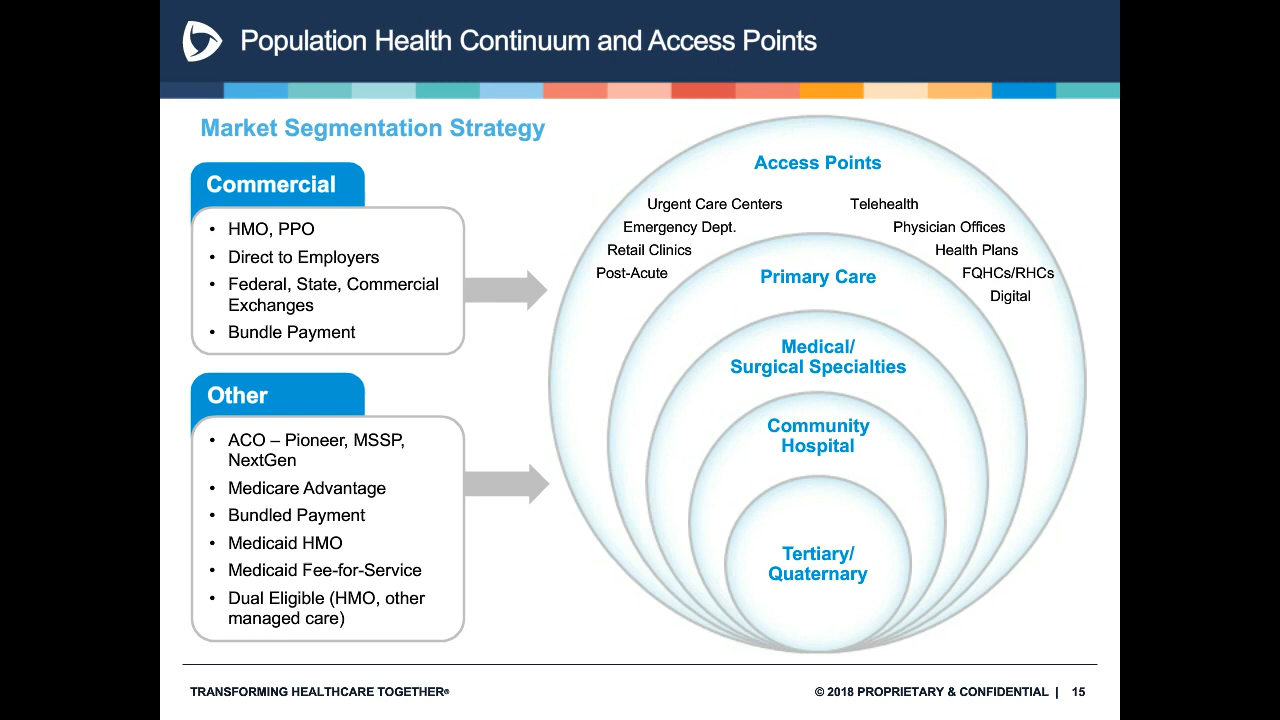 Population Health Continuum and Access Points
Market Segmentation Strategy
Commercial
• HMO, PPO
• Direct to Employers
• Federal, State, Commercial
Exchanges
• Bundle Payment
Other
• ACO – Pioneer, MSSP,
NextGen
• Medicare Advantage
• Bundled Payment
• Medicaid HMO
• Medicaid Fee-for-Service
• Dual Eligible (HMO, other
managed care)
Access Points
Urgent Care Centers
Emergency Dept.
Retail Clinics
Post-Acute
Telehealth
Physician Offices
Health Plans
FQHCs/RHCs
Digital
Primary Care
Medical/
Surgical Specialties
Community
Hospital
Tertiary/
Quaternary
TRANSFORMING HEALTHCARE TOGETHER®
© 2018 PROPRIETARY & CONFIDENTIAL | 15